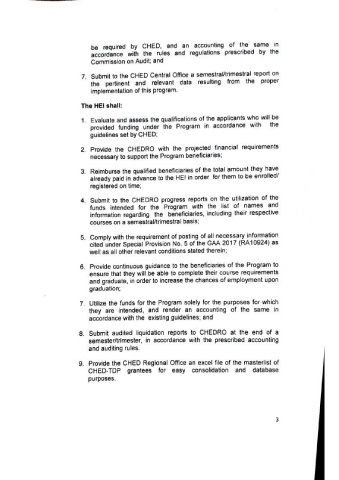 be required by CHED, and an accounting of the same in
accordance with the rules and regulations prescribed by the
Commission on Audit; and
7. Submit to the CHED Central Office a semestral/trimestral report on
the pertinent and relevant data resulting from the proper
implementation of this program.
The HEI shall:
1. Evaluate and assess the qualifications of the applicants who will be
provided funding under the Program in accordance with the
guidelines set by CHED;
2. Provide the CHEDRO with the projected financial requirements
necessary to support the Program beneficiaries;
3. Reimburse the qualified beneficiaries of the total amount they have
already paid in advance to the HEI in order for them to be enrolled/
registered on time;
4. Submit to the CHEDRO progress reports on the utilization of the
funds intended for the Program with the list of names and
information regarding the beneficiaries, including their respective
courses on a semestral/trimestral basis;
5. Comply with the requirement of posting of all necessary information
cited under Special Provision No. 5 of the GAA 2017 (RA10924) as
well as all other relevant conditions stated therein;
6. Provide continuous guidance to the beneficiaries of the Program to
ensure that they will be able to complete their course requirements
and graduate, in order to increase the chances of employment upon
graduation;
7. Utilize the funds for the Program solely for the purposes for which
they are intended, and render an accounting of the same in
accordance with the existing guidelines; and
8. Submit audited liquidation reports to CHEDRO at the end of a
semester/trimester, in accordance with the prescribed accounting
and auditing rules.
9. Provide the CHED Regional Office an excel file of the masterlist of
CHED-TDP grantees for easy consolidation and database
purposes.
3